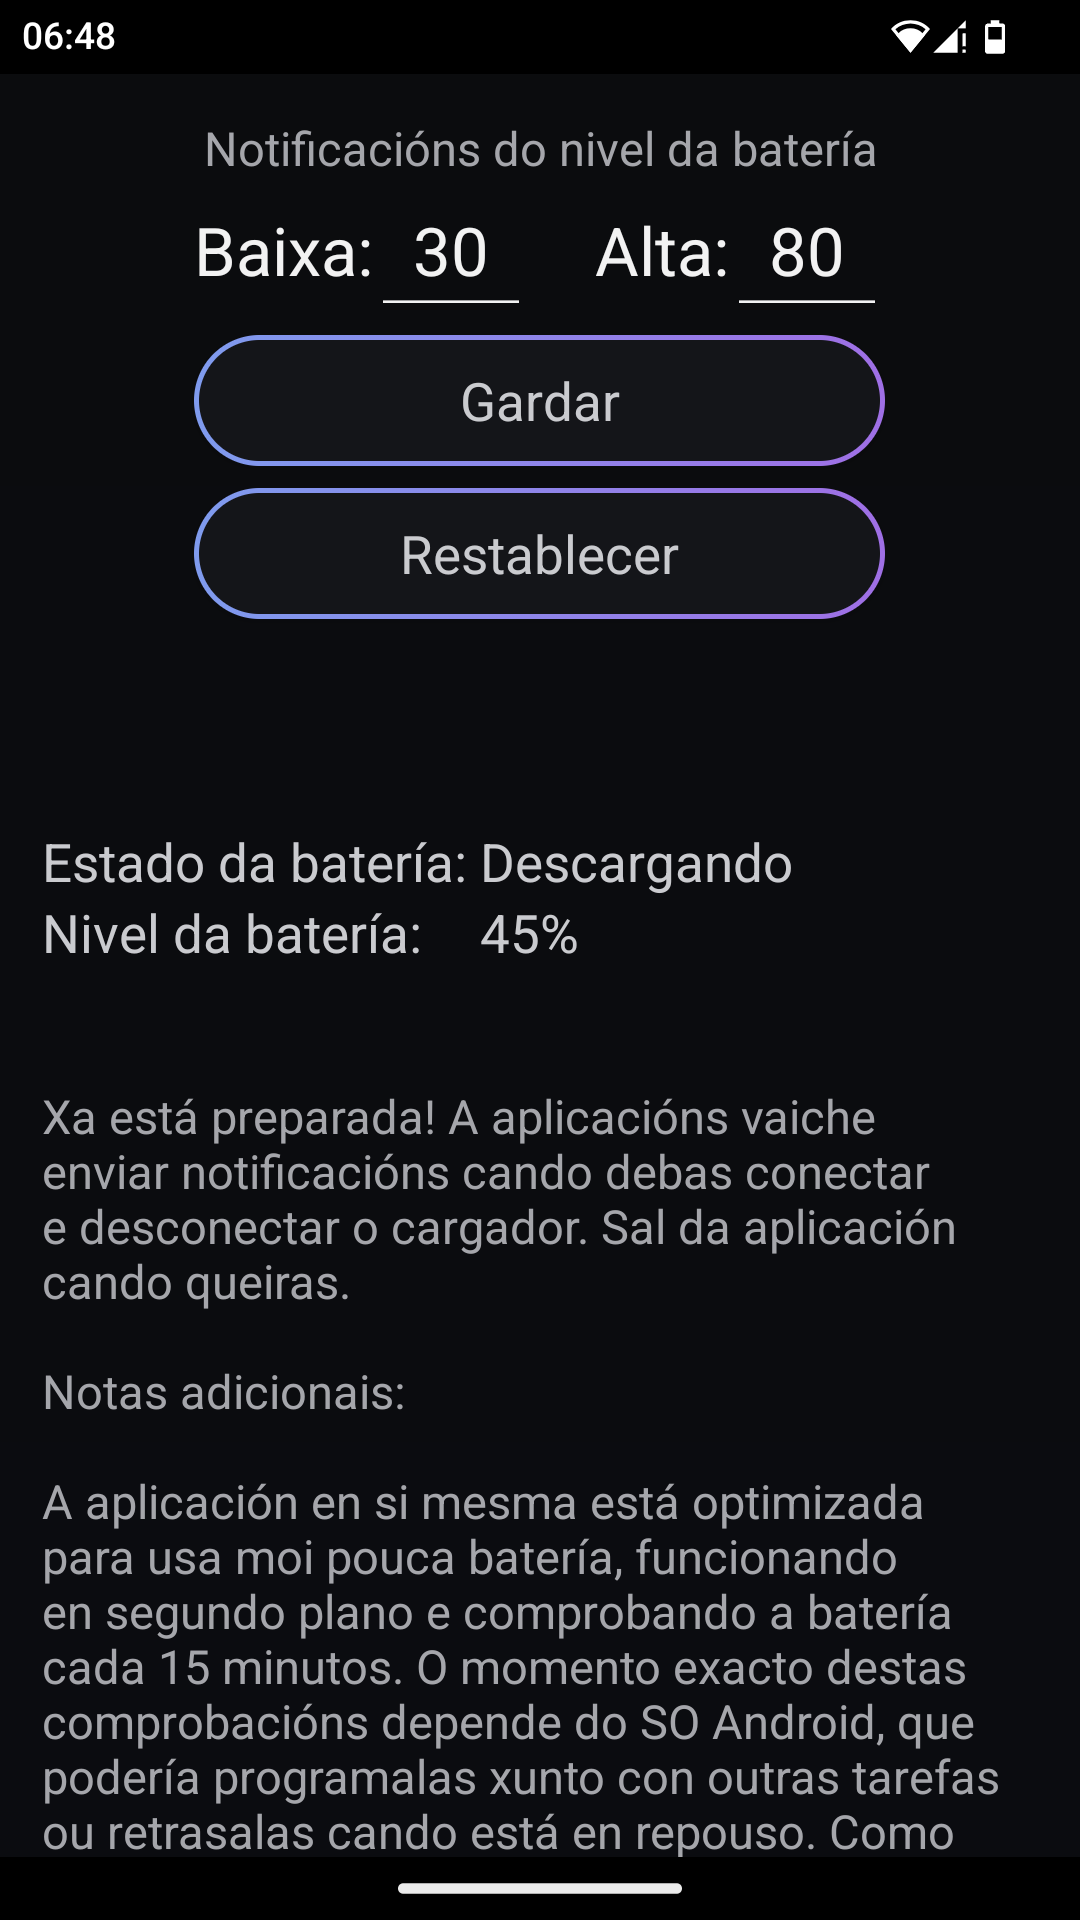 06:48
Notificacións do nivel da batería
Baixa: 30 Alta: 80
Gardar
Restablecer
Estado da batería: Descargando
Nivel da batería: 45%
Xa está preparada! A aplicacións vaiche
enviar notificacións cando debas conectar
e desconectar o cargador. Sal da aplicación
cando queiras.
Notas adicionais:
A aplicación en si mesma está optimizada
para usa moi pouca batería, funcionando
en segundo plano e comprobando a batería
cada 15 minutos. O momento exacto destas
comprobacións depende do SO Android, que
podería programalas xunto con outras tarefas
ou retrasalas cando está en repouso. Como